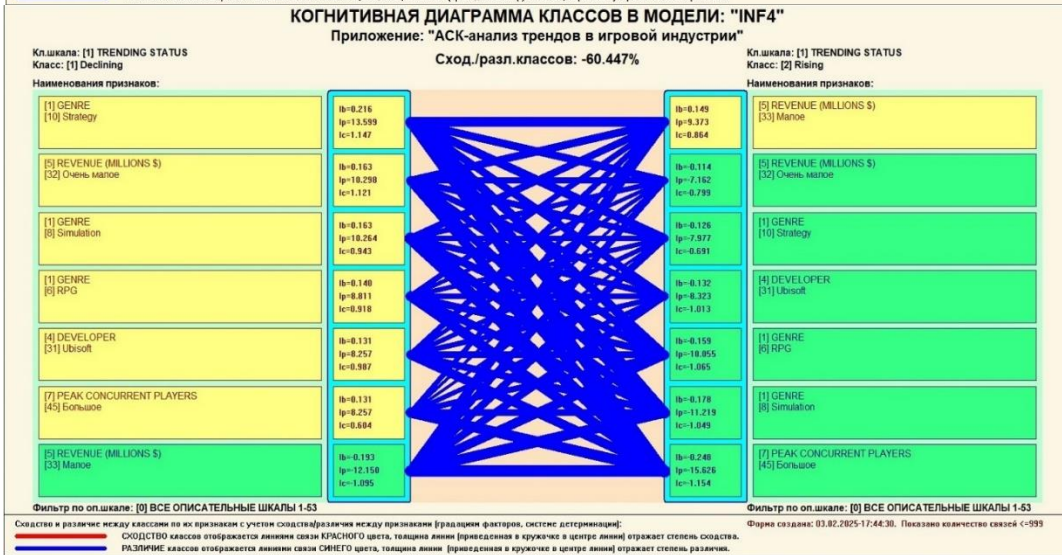 КОГНИТИВНАЯ ДИАГРАММА КЛАССОВ В МОДЕЛИ: "INF4"
Приложение: "АСК-анализ трендов в игровой индустрии"
Кл.шкала: [1] TRENDING STATUS
Класс: [1] Declining
Сход./разл.классов: -60.447%
Кл.шкала: [1] TRENDING STATUS
Класс: [2] Rising
Наименования признаков:
Наименования признаков:
[1] GENRE
[10] Strategy
Ib=0.216
Ip=13.599
Ic=1.147
Ib=0.149
Ip=9.373
Ic=0.864
[5] REVENUE (MILLIONS $)
[33] Малое
[5] REVENUE (MILLIONS $)
[32] Очень малое
Ib=0.163
Ip=10.290
Ic=1.121
Ib=-0.114
Ip=-7.162
Ic=-0.799
[5] REVENUE (MILLIONS $)
[32] Очень малое
[1] GENRE
[8] Simulation
Ib=0.163
Ip=10.264
Ic=0.943
Ib=-0.126
Ip=-7.977
Ic=-0.691
[1] GENRE
[10] Strategy
[1] GENRE
[6] RPG
Ib=0.140
Ip=8.811
Ic=0.918
Ib=-0.132
Ip=-8.323
Ic=-1.013
[4] DEVELOPER
[31] Ubisoft
[4] DEVELOPER
[31] Ubisoft
Ib=0.131
Ip=8.257
Ic=0.987
Ib=-0.159
Ip=-10.055
Ic=-1.065
[1] GENRE
[6] RPG
[7] PEAK CONCURRENT PLAYERS
[45] Большое
Ib=0.131
Ip=8.257
Ic=0.604
Ib=-0.178
Ip=-11.219
Ic=-1.049
[1] GENRE
[8] Simulation
[5] REVENUE (MILLIONS $)
[33] Малое
Ib=-0.193
Ip=-12.150
Ic=-1.095
Ib=-0.248
Ip=-15.626
Ic=-1.154
[7] PEAK CONCURRENT PLAYERS
[45] Большое
Фильтр по оп.шкале: [0] ВСЕ ОПИСАТЕЛЬНЫЕ ШКАЛЫ 1-53
Фильтр по оп.шкале: [0] ВСЕ ОПИСАТЕЛЬНЫЕ ШКАЛЫ 1-53
Сходство и различие между классами по их признакам с учетом сходства/различия между признаками (градациям факторов, системе детерминации):
Форма создана: 03.02.2025-17:44:30. Показано количество связей <=999
СХОДСТВО классов отображается линиями связи КРАСНОГО цвета, толщина линии (приведенная в кружочке в центре линии) отражает степень сходства.
РАЗЛИЧИЕ классов отображается линиями связи СИНЕГО цвета, толщина линии (приведенная в кружочке в центре линии) отражает степень различия.